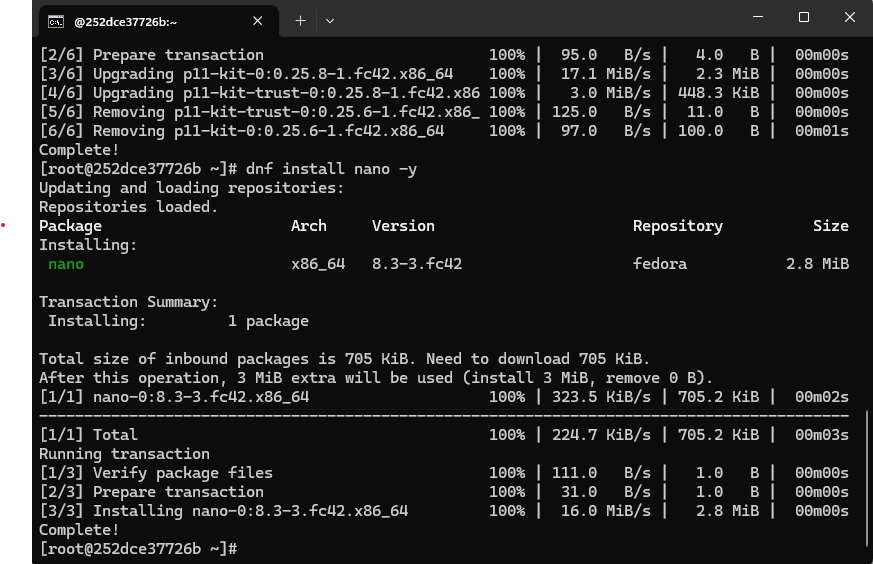 @252dce37726b:~
[2/6] Prepare transaction 100% | 95.0 B/s | 4.0 B | 00m00s
[3/6] Upgrading p11-kit-0:0.25.8-1.fc42.x86_64 100% | 17.1 MiB/s | 2.3 MiB | 00m00s
[4/6] Upgrading p11-kit-trust-0:0.25.8-1.fc42.x86 100% | 3.0 MiB/s | 448.3 KiB | 00m00s
[5/6] Removing p11-kit-trust-0:0.25.6-1.fc42.x86_ 100% | 125.0 B/s | 11.0 B | 00m00s
[6/6] Removing p11-kit-0:0.25.6-1.fc42.x86_64 100% | 97.0 B/s | 100.0 B | 00m01s
Complete!
[root@252dce37726b ~]# dnf install nano -y
Updating and loading repositories:
Repositories loaded.
Package Arch Version Repository Size
Installing:
nano x86_64 8.3-3.fc42 fedora 2.8 MiB
Transaction Summary:
Installing: 1 package
Total size of inbound packages is 705 KiB. Need to download 705 KiB.
After this operation, 3 MiB extra will be used (install 3 MiB, remove 0 B).
[1/1] nano-0:8.3-3.fc42.x86_64 100% | 323.5 KiB/s | 705.2 KiB | 00m02s
------------------------------------------------------------------------------------------
[1/1] Total 100% | 224.7 KiB/s | 705.2 KiB | 00m03s
Running transaction
[1/3] Verify package files 100% | 111.0 B/s | 1.0 B | 00m00s
[2/3] Prepare transaction 100% | 31.0 B/s | 1.0 B | 00m00s
[3/3] Installing nano-0:8.3-3.fc42.x86_64 100% | 16.0 MiB/s | 2.8 MiB | 00m00s
Complete!
[root@252dce37726b ~]#